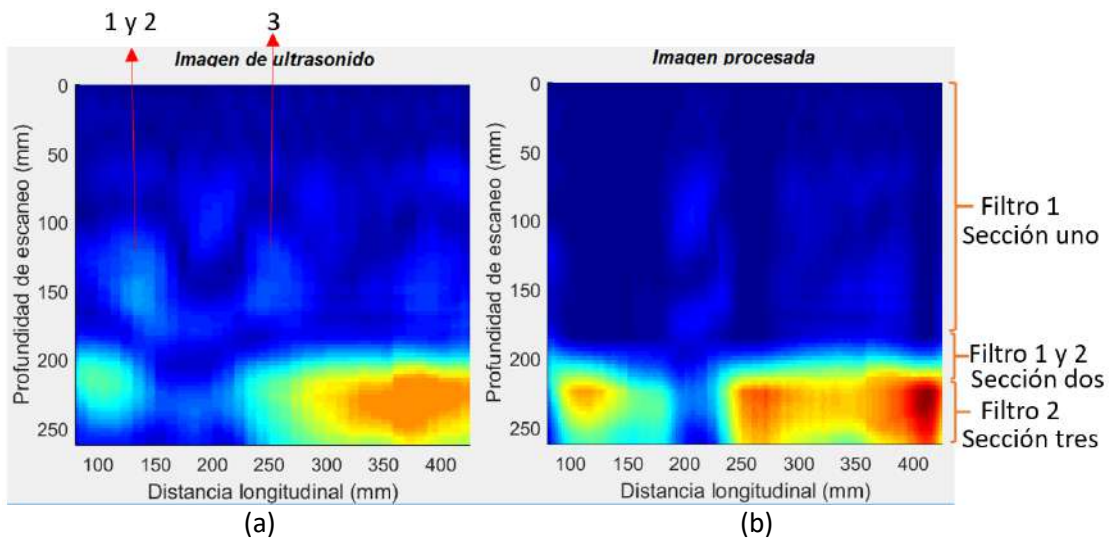 1 y 2
3
Imagen de ultrasonido
Imagen procesada
Profundidad de escaneo (mm)
0
50
100
150
200
250
100 150 200 250 300 350 400
Distancia longitudinal (mm)
(a)
Profundidad de escaneo (mm)
0
50
100
150
200
250
100 150 200 250 300 350 400
Distancia longitudinal (mm)
(b)
Filtro 1
Sección uno
Filtro 1 y 2
Sección dos
Filtro 2
Sección tres